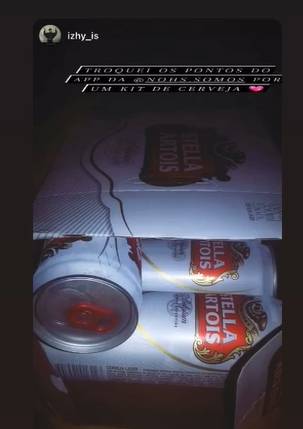 izhy_is
TROQUEI OS PONTOS DO
APP DA @NOHS.SOMOS POR
UM KIT DE CERVEJA 💘
STELLA
ARTOIS
STELLA
ARTOIS
STELLA
ARTOIS